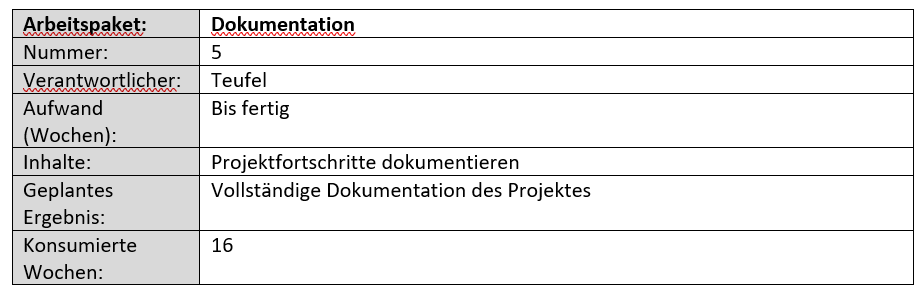 Arbeitspaket: Dokumentation
Nummer: 5
Verantwortlicher: Teufel
Aufwand (Wochen): Bis fertig
Inhalte: Projektfortschritte dokumentieren
Geplantes Ergebnis: Vollständige Dokumentation des Projektes
Konsumierte Wochen: 16